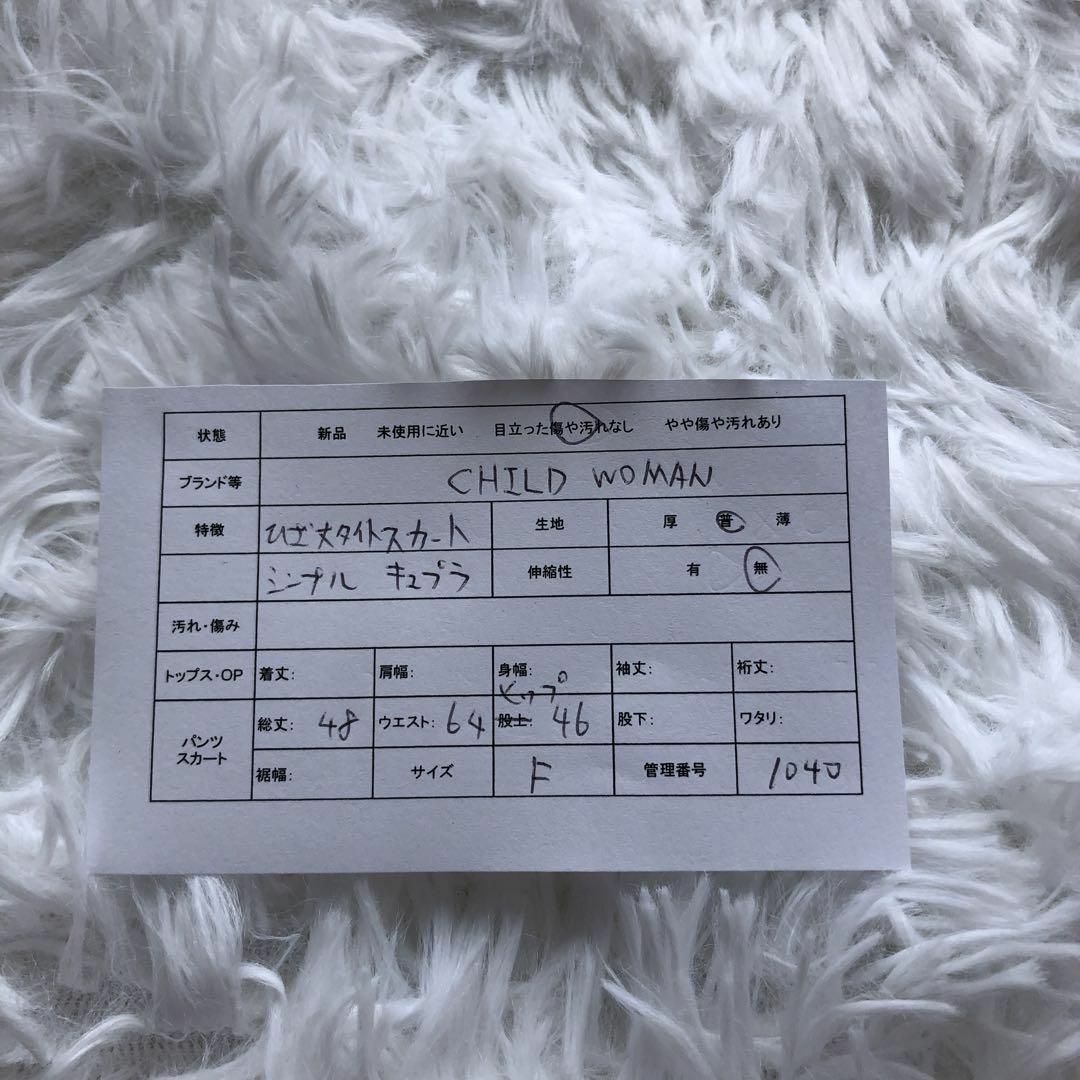 状態 新品 未使用に近い 目立った傷や汚れなし やや傷や汚れあり
ブランド等 CHILD WOMAN
特徴 ひざ丈タイトスカート 生地 厚 普 薄
シンプル キュプラ 伸縮性 有 無
汚れ・傷み
トップス・OP 着丈: 肩幅: 身幅: 袖丈: 裄丈:
ヒップ
パンツ スカート 総丈: 48 ウエスト: 64 股上: 46 股下: ワタリ:
裾幅: サイズ F 管理番号 1040